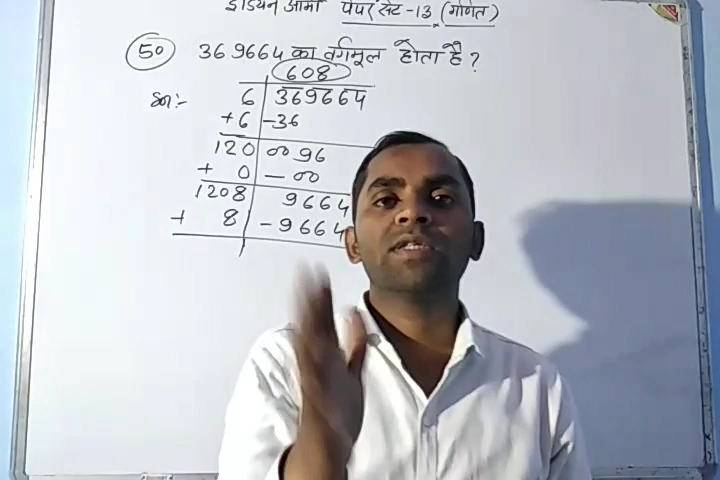 इंडियन आर्मी पेपर सेट-13 (गणित)
50 369664 का वर्गमूल होता है?
608
हल:- 6 369664
+6 -36
120 0096
+ 0 - 00
1208 9664
+ 8 -9664